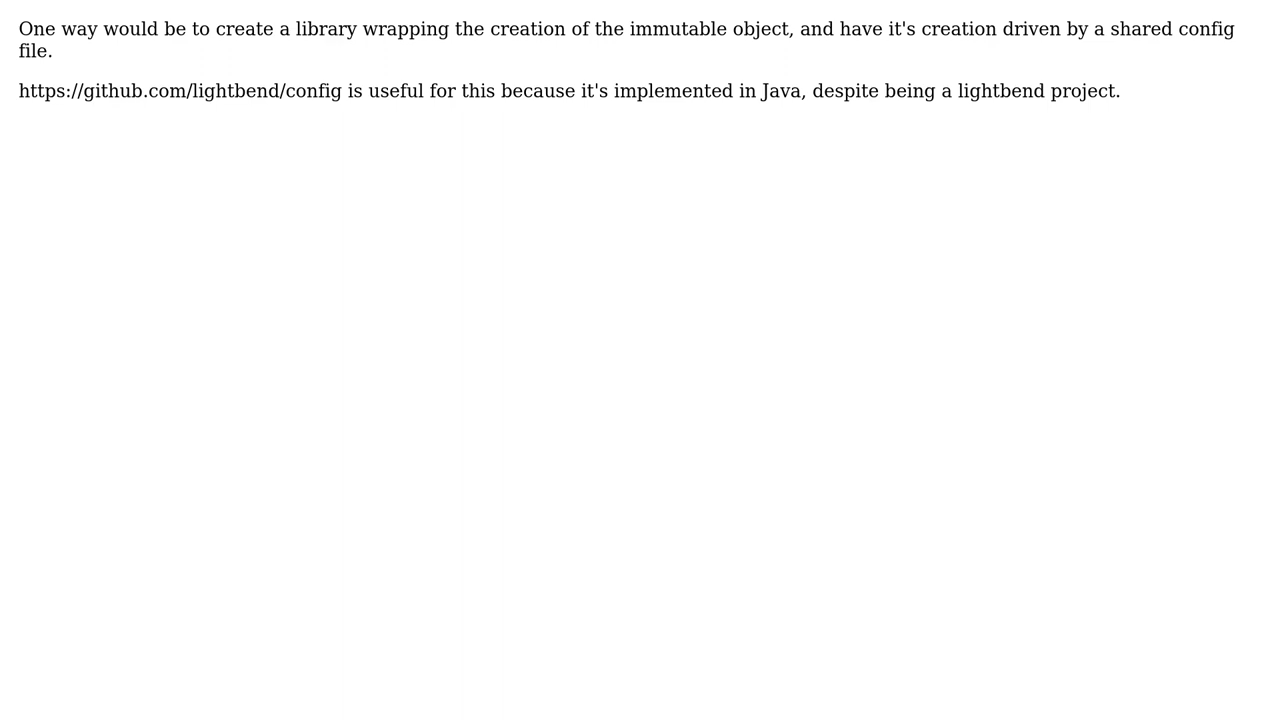 One way would be to create a library wrapping the creation of the immutable object, and have it's creation driven by a shared config
file.
https://github.com/lightbend/config is useful for this because it's implemented in Java, despite being a lightbend project.